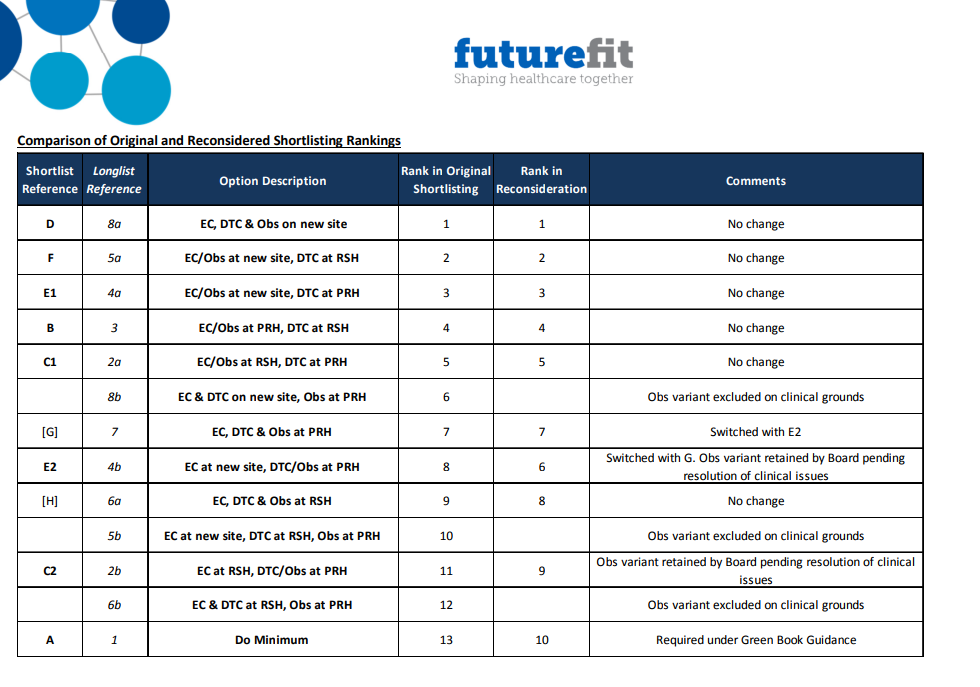 futurefit
Shaping healthcare together
Comparison of Original and Reconsidered Shortlisting Rankings
Shortlist Reference Longlist Reference Option Description Rank in Original Shortlisting Rank in Reconsideration Comments
D 8a EC, DTC & Obs on new site 1 1 No change
F 5a EC/Obs at new site, DTC at RSH 2 2 No change
E1 4a EC/Obs at new site, DTC at PRH 3 3 No change
B 3 EC/Obs at PRH, DTC at RSH 4 4 No change
C1 2a EC/Obs at RSH, DTC at PRH 5 5 No change
8b EC & DTC on new site, Obs at PRH 6 Obs variant excluded on clinical grounds
[G] 7 EC, DTC & Obs at PRH 7 7 Switched with E2
E2 4b EC at new site, DTC/Obs at PRH 8 6 Switched with G. Obs variant retained by Board pending resolution of clinical issues
[H] 6a EC, DTC & Obs at RSH 9 8 No change
5b EC at new site, DTC at RSH, Obs at PRH 10 Obs variant excluded on clinical grounds
C2 2b EC at RSH, DTC/Obs at PRH 11 9 Obs variant retained by Board pending resolution of clinical issues
6b EC & DTC at RSH, Obs at PRH 12 Obs variant excluded on clinical grounds
A 1 Do Minimum 13 10 Required under Green Book Guidance